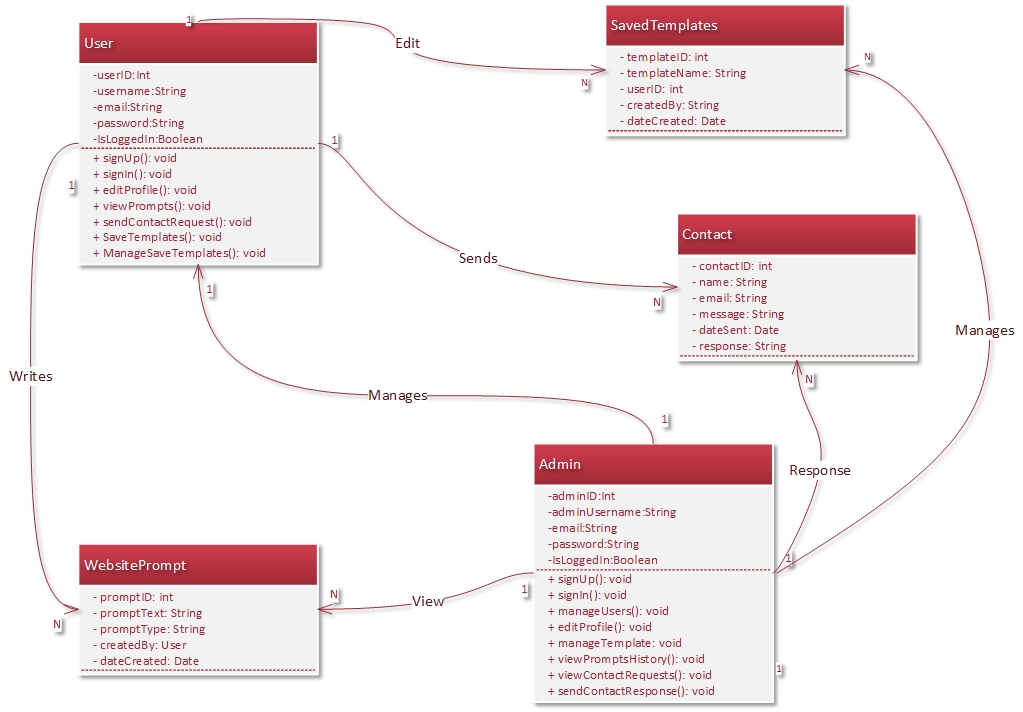 User
-userID:Int
-username:String
-email:String
-password:String
-IsLoggedIn:Boolean
+ signUp(): void
+ signIn(): void
+ editProfile(): void
+ viewPrompts(): void
+ sendContactRequest(): void
+ SaveTemplates(): void
+ ManageSaveTemplates(): void
1
Edit
N
SavedTemplates
- templateID: int
- templateName: String
- userID: int
- createdBy: String
- dateCreated: Date
N
1
Sends
N
Contact
- contactID: int
- name: String
- email: String
- message: String
- dateSent: Date
- response: String
Manages
1
Writes
N
1
Manages
1
N
Response
1
Admin
-adminID:Int
-adminUsername:String
-email:String
-password:String
-IsLoggedIn:Boolean
+ signUp(): void
+ signIn(): void
+ manageUsers(): void
+ editProfile(): void
+ manageTemplate: void
+ viewPromptsHistory(): void
+ viewContactRequests(): void
+ sendContactResponse(): void
1
WebsitePrompt
- promptID: int
- promptText: String
- promptType: String
- createdBy: User
- dateCreated: Date
N
View
1